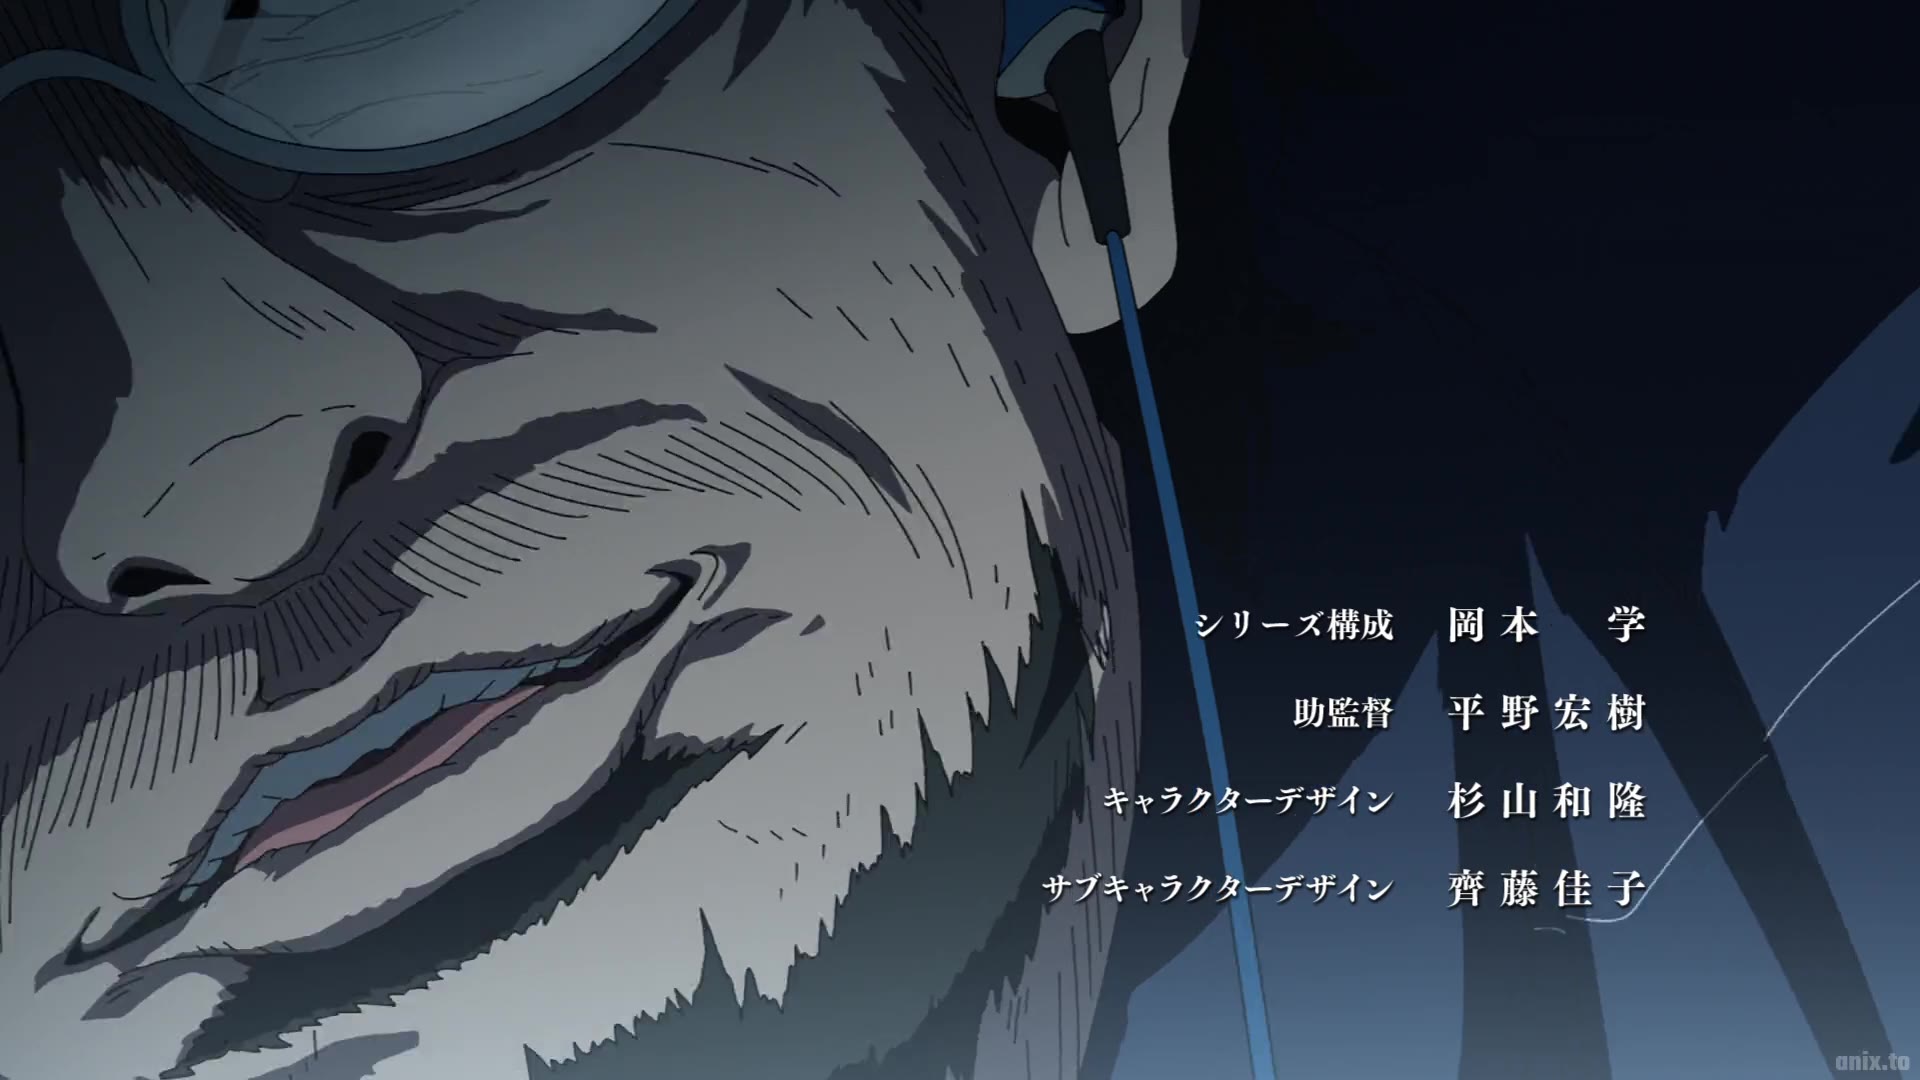 シリーズ構成 岡本 学
助監督 平野宏樹
キャラクターデザイン 杉山和隆
サブキャラクターデザイン 齊藤佳子
anix.to